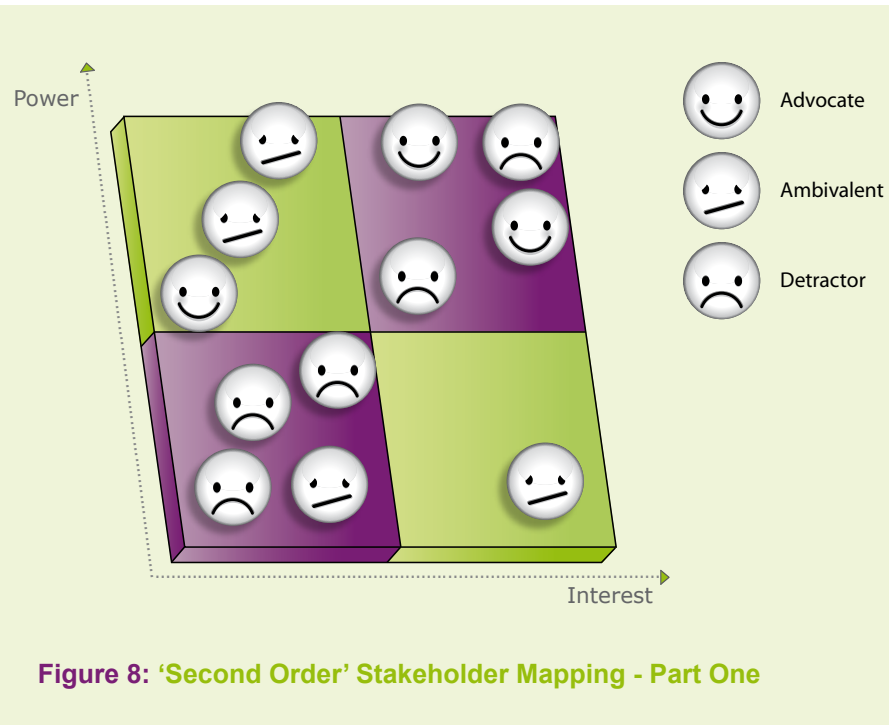 Power
Advocate
Ambivalent
Detractor
Interest
Figure 8: ‘Second Order’ Stakeholder Mapping - Part One